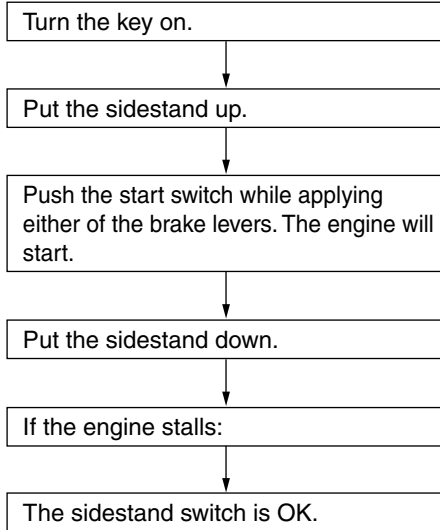 Turn the key on.
Put the sidestand up.
Push the start switch while applying
either of the brake levers. The engine will
start.
Put the sidestand down.
If the engine stalls:
The sidestand switch is OK.